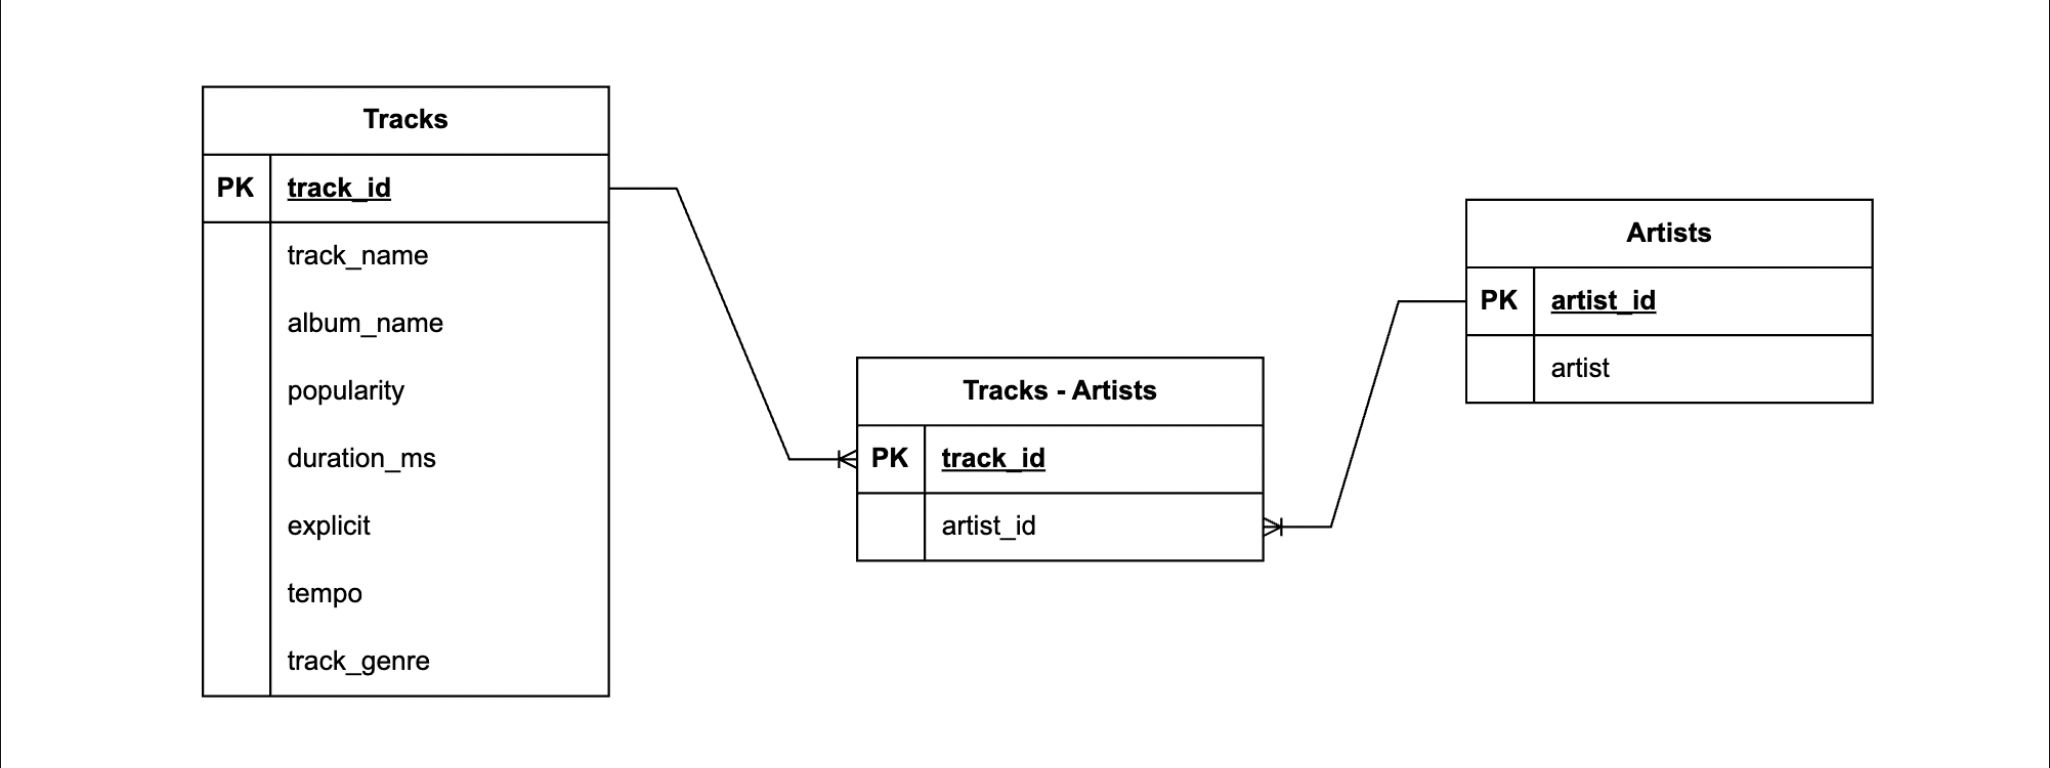 Tracks
PK track_id
track_name
album_name
popularity
duration_ms
explicit
tempo
track_genre
Tracks - Artists
PK track_id
artist_id
Artists
PK artist_id
artist